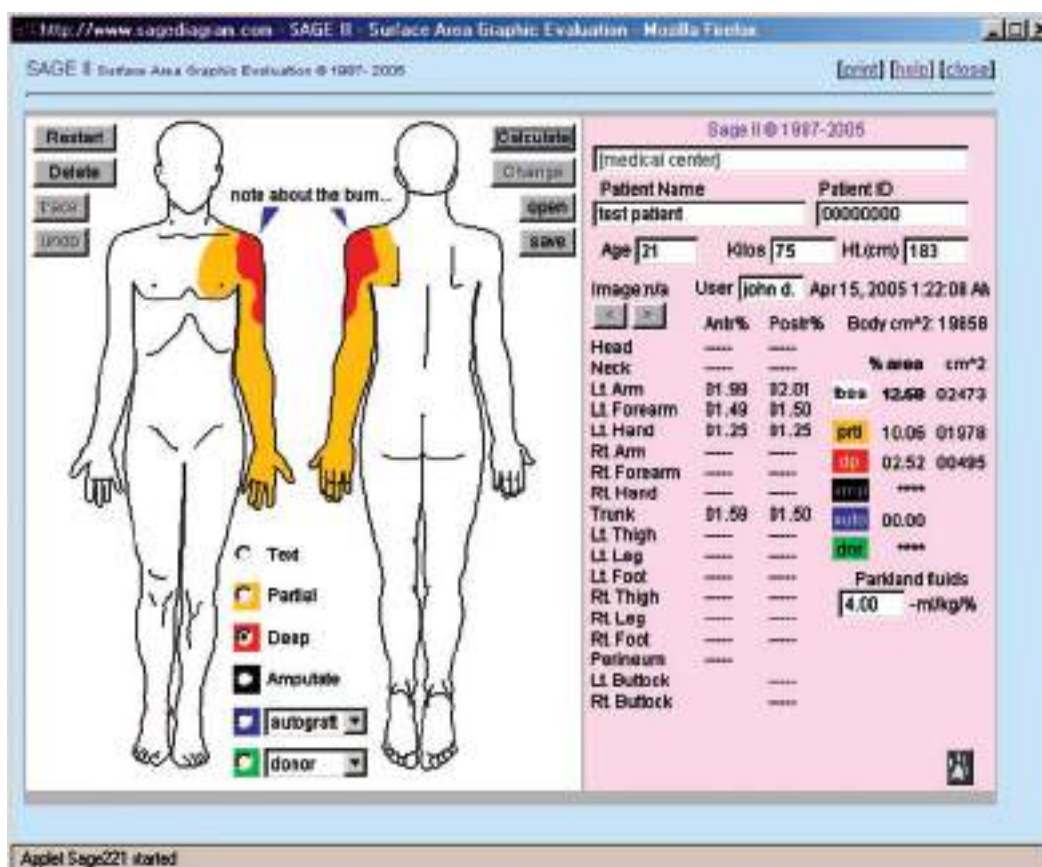 http://www.sagediagram.com - SAGE II - Surface Area Graphic Evaluation - Mozilla Firefox
SAGE II Surface Area Graphic Evaluation © 1997- 2005
[print] [help] [close]
Restart
Delete
trace
undo
note about the burn...
Calculate
Change
open
save
Text
Partial
Deep
Amputate
autograft
donor
Sage II © 1987-2005
[medical center]
Patient Name Patient ID
test patient 00000000
Age 21 Kilos 75 Ht.(cm) 183
Image:n/a User john d. Apr 15, 2005 1:22:08 AM
< >
Antr% Postr% Body cm^2: 19658
Head ----- -----
Neck ----- -----
% area cm^2
Lt Arm 01.99 02.01 bsa 12.58 02473
Lt Forearm 01.49 01.50
Lt Hand 01.25 01.25 prtl 10.06 01978
Rt Arm ----- -----
Rt Forearm ----- ----- dp 02.52 00495
Rt Hand ----- ----- ****
Trunk 01.59 01.50 auto 00.00
Lt Thigh ----- -----
Lt Leg ----- ----- dnr ****
Lt Foot ----- -----
Rt Thigh ----- ----- Parkland fluids
Rt Leg ----- ----- 4.00 -ml/kg/%
Rt Foot ----- -----
Perineum -----
Lt Buttock -----
Rt Buttock -----
Applet Sage221 started